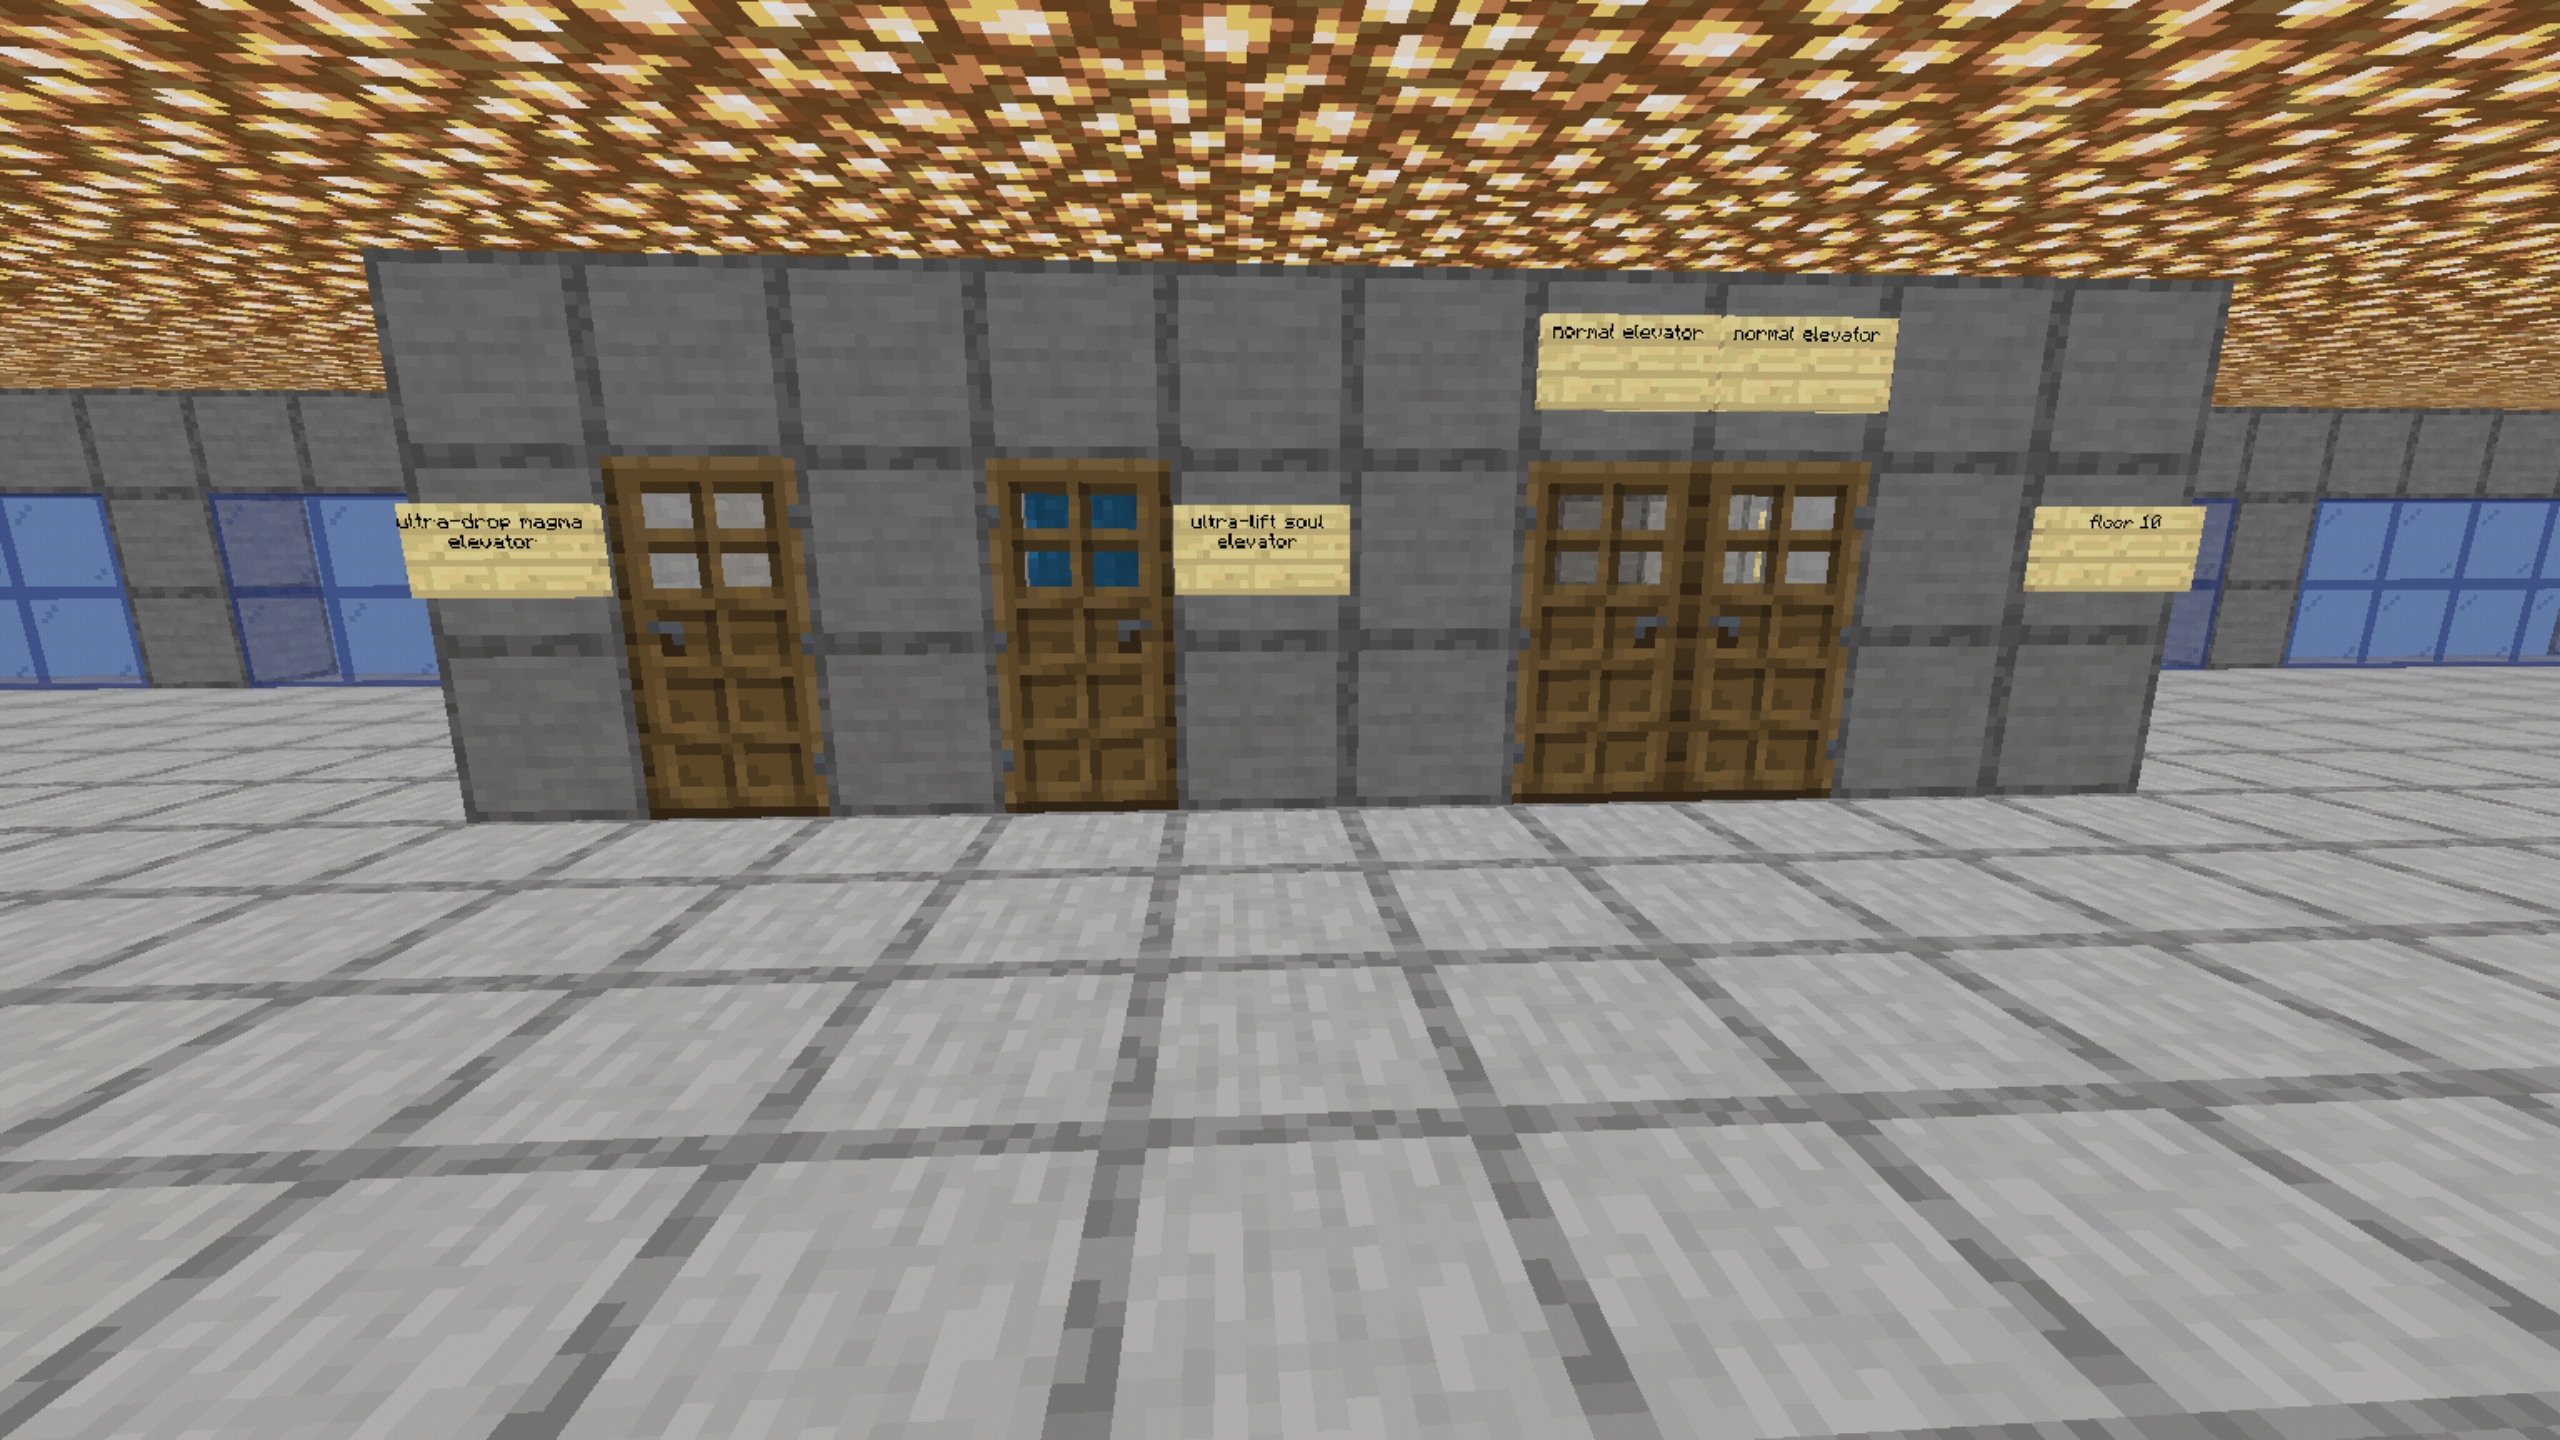 normal elevator
normal elevator
ultra-drop magma
elevator
ultra-lift soul
elevator
floor 10